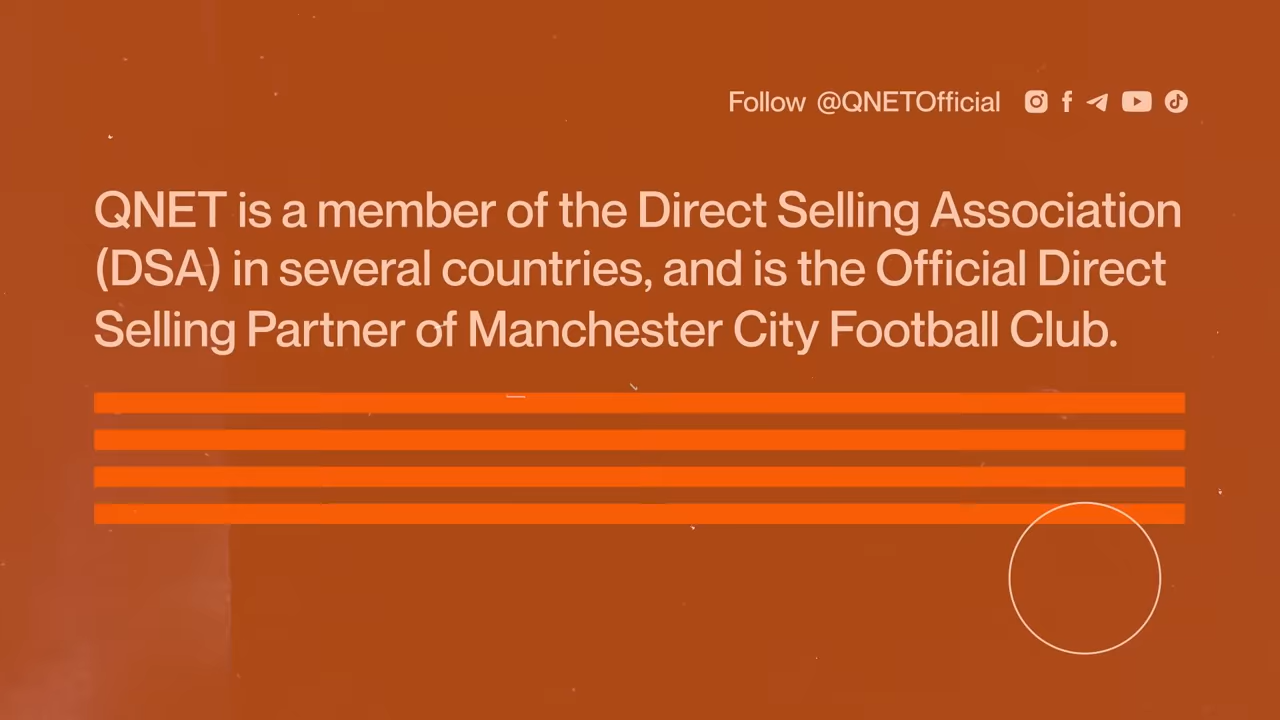 Follow @QNETOfficial
QNET is a member of the Direct Selling Association
(DSA) in several countries, and is the Official Direct
Selling Partner of Manchester City Football Club.